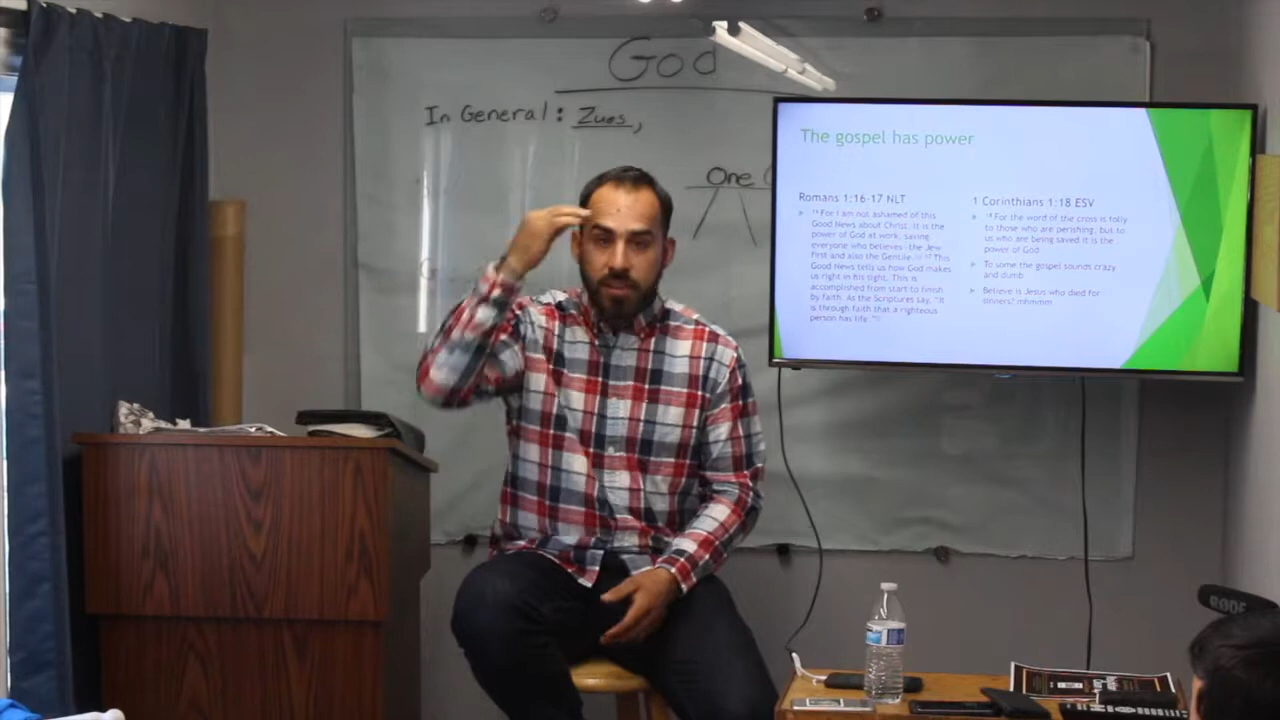 God
In General: Zues,
One
The gospel has power
Romans 1:16-17 NLT
16 For I am not ashamed of this
Good News about Christ. It is the
power of God at work, saving
everyone who believes—the Jew
first and also the Gentile. 17 This
Good News tells us how God makes
us right in his sight. This is
accomplished from start to finish
by faith. As the Scriptures say, "It
is through faith that a righteous
person has life."
1 Corinthians 1:18 ESV
18 For the word of the cross is folly
to those who are perishing, but to
us who are being saved it is the
power of God
To some the gospel sounds crazy
and dumb
Believe is Jesus who died for
sinners? mhmmm
RØDE